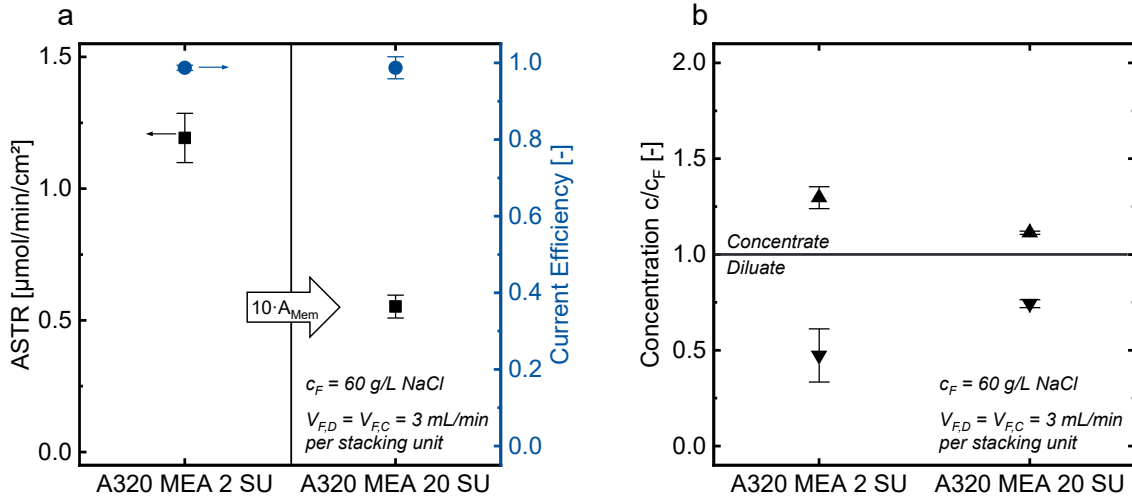 a
ASTR [µmol/min/cm²]
1.5
1.0
0.5
0.0
10·A_Mem
c_F = 60 g/L NaCl
V_F,D = V_F,C = 3 mL/min
per stacking unit
1.0
0.8
0.6
0.4
0.2
0.0
Current Efficiency [-]
A320 MEA 2 SU
A320 MEA 20 SU
b
Concentration c/c_F [-]
2.0
1.5
1.0
0.5
0.0
Concentrate
Diluate
c_F = 60 g/L NaCl
V_F,D = V_F,C = 3 mL/min
per stacking unit
A320 MEA 2 SU
A320 MEA 20 SU